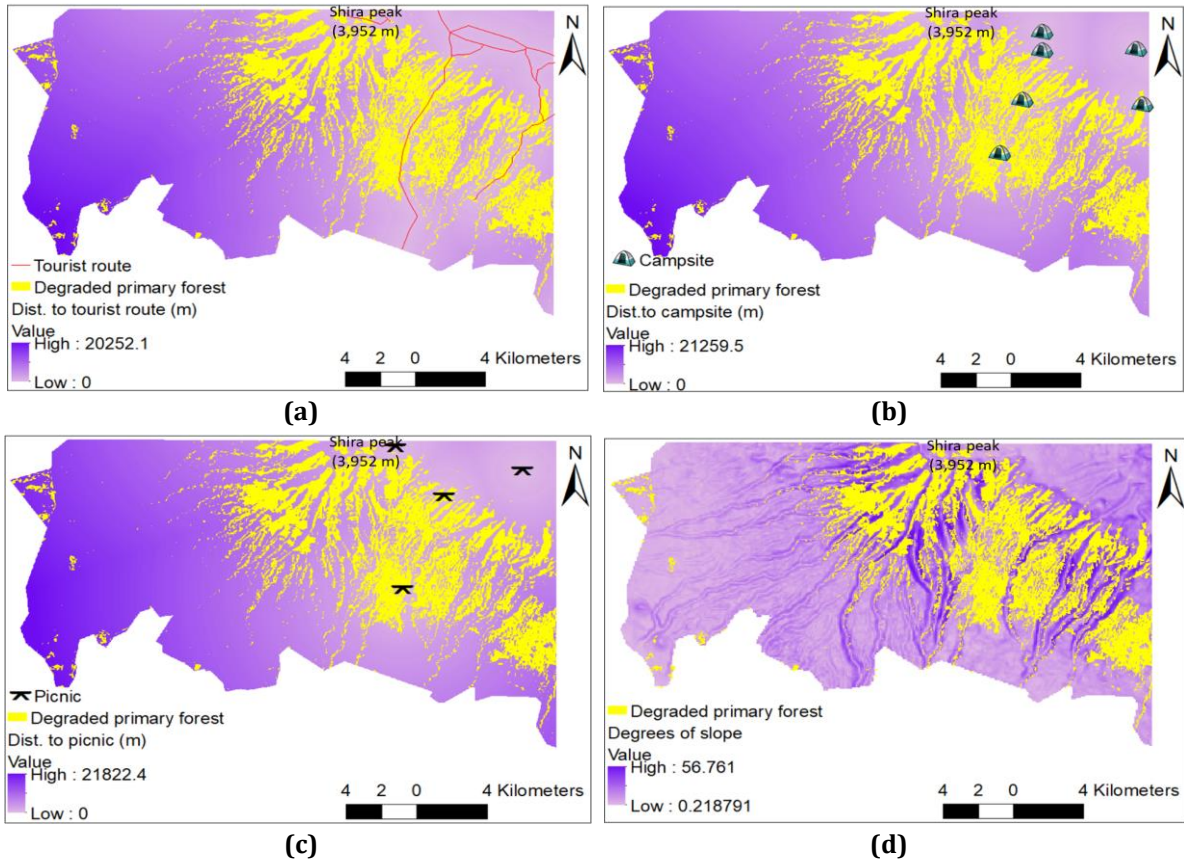 Shira peak
(3,952 m)
N
Tourist route
Degraded primary forest
Dist. to tourist route (m)
Value
High : 20252.1
Low : 0
4 2 0 4 Kilometers
(a)
Shira peak
(3,952 m)
N
Campsite
Degraded primary forest
Dist.to campsite (m)
Value
High : 21259.5
Low : 0
4 2 0 4 Kilometers
(b)
Shira peak
(3,952 m)
N
Picnic
Degraded primary forest
Dist. to picnic (m)
Value
High : 21822.4
Low : 0
4 2 0 4 Kilometers
(c)
Shira peak
(3,952 m)
N
Degraded primary forest
Degrees of slope
Value
High : 56.761
Low : 0.218791
4 2 0 4 Kilometers
(d)